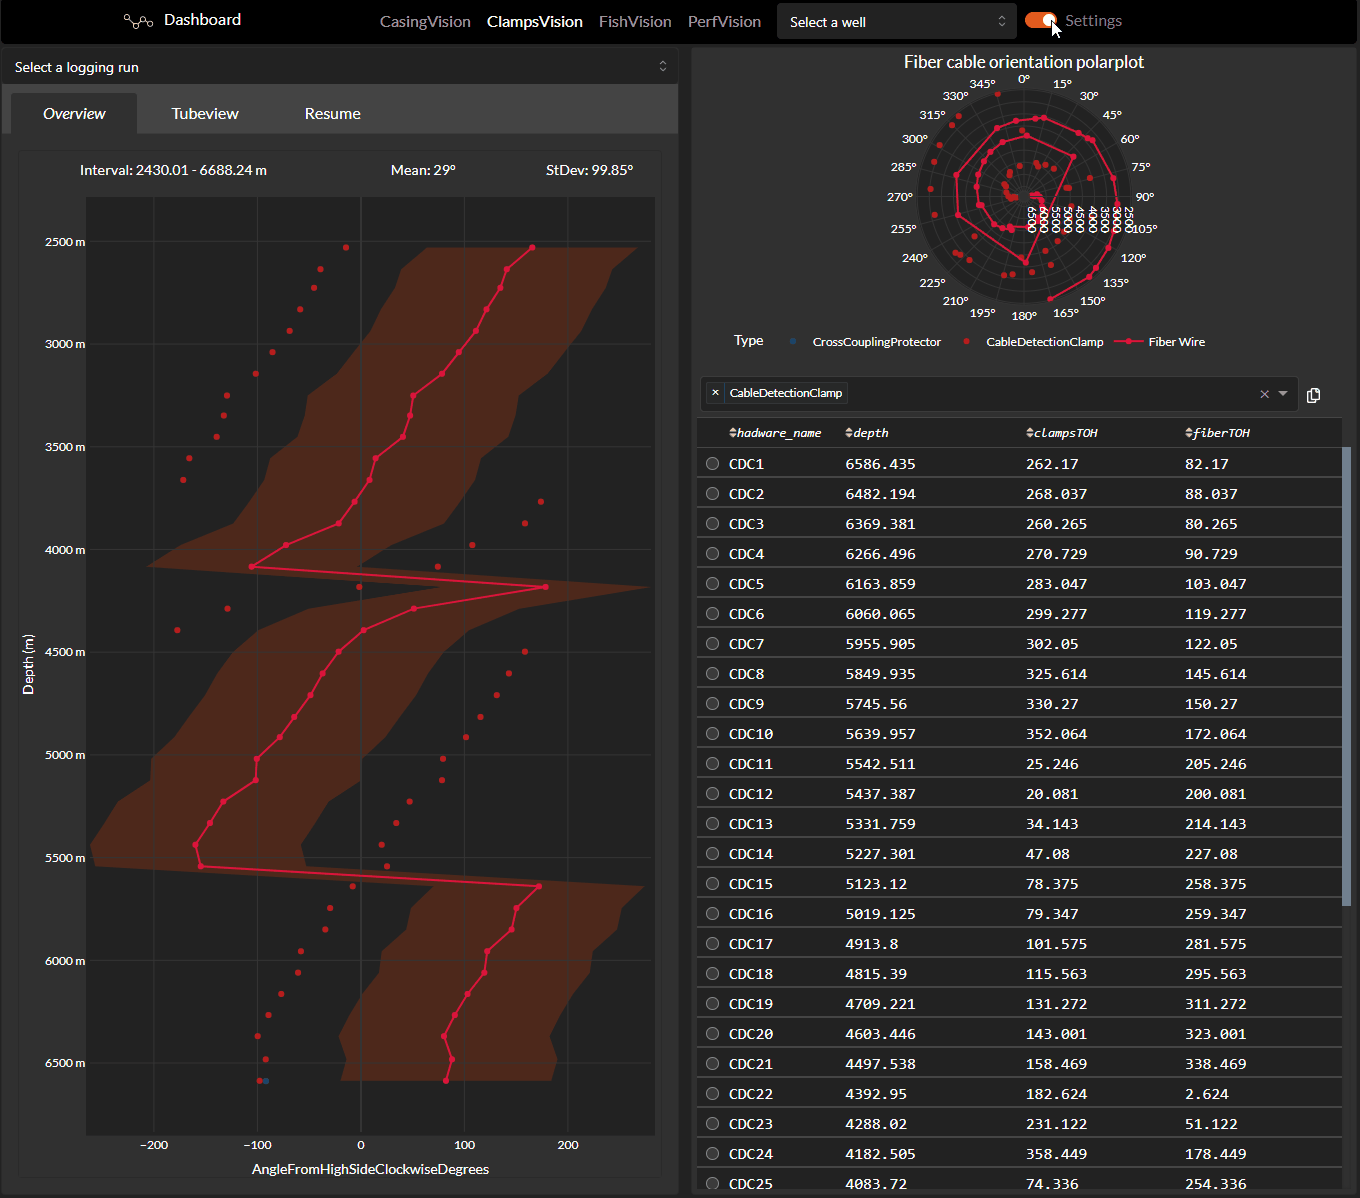 Dashboard
CasingVision ClampsVision FishVision PerfVision
Select a well
Settings
Select a logging run
Overview Tubeview Resume
Interval: 2430.01 - 6688.24 m Mean: 29° StDev: 99.85°
2500 m
3000 m
3500 m
4000 m
4500 m
5000 m
5500 m
6000 m
6500 m
Depth (m)
−200 −100 0 100 200
AngleFromHighSideClockwiseDegrees
Fiber cable orientation polarplot
0°
15°
30°
45°
60°
75°
90°
105°
120°
135°
150°
165°
180°
195°
210°
225°
240°
255°
270°
285°
300°
315°
330°
345°
6500 6000 5500 5000 4500 4000 3500 3000 2500
Type CrossCouplingProtector CableDetectionClamp Fiber Wire
× CableDetectionClamp ×
hadware_name depth clampsTOH fiberTOH
CDC1 6586.435 262.17 82.17
CDC2 6482.194 268.037 88.037
CDC3 6369.381 260.265 80.265
CDC4 6266.496 270.729 90.729
CDC5 6163.859 283.047 103.047
CDC6 6060.065 299.277 119.277
CDC7 5955.905 302.05 122.05
CDC8 5849.935 325.614 145.614
CDC9 5745.56 330.27 150.27
CDC10 5639.957 352.064 172.064
CDC11 5542.511 25.246 205.246
CDC12 5437.387 20.081 200.081
CDC13 5331.759 34.143 214.143
CDC14 5227.301 47.08 227.08
CDC15 5123.12 78.375 258.375
CDC16 5019.125 79.347 259.347
CDC17 4913.8 101.575 281.575
CDC18 4815.39 115.563 295.563
CDC19 4709.221 131.272 311.272
CDC20 4603.446 143.001 323.001
CDC21 4497.538 158.469 338.469
CDC22 4392.95 182.624 2.624
CDC23 4288.02 231.122 51.122
CDC24 4182.505 358.449 178.449
CDC25 4083.72 74.336 254.336